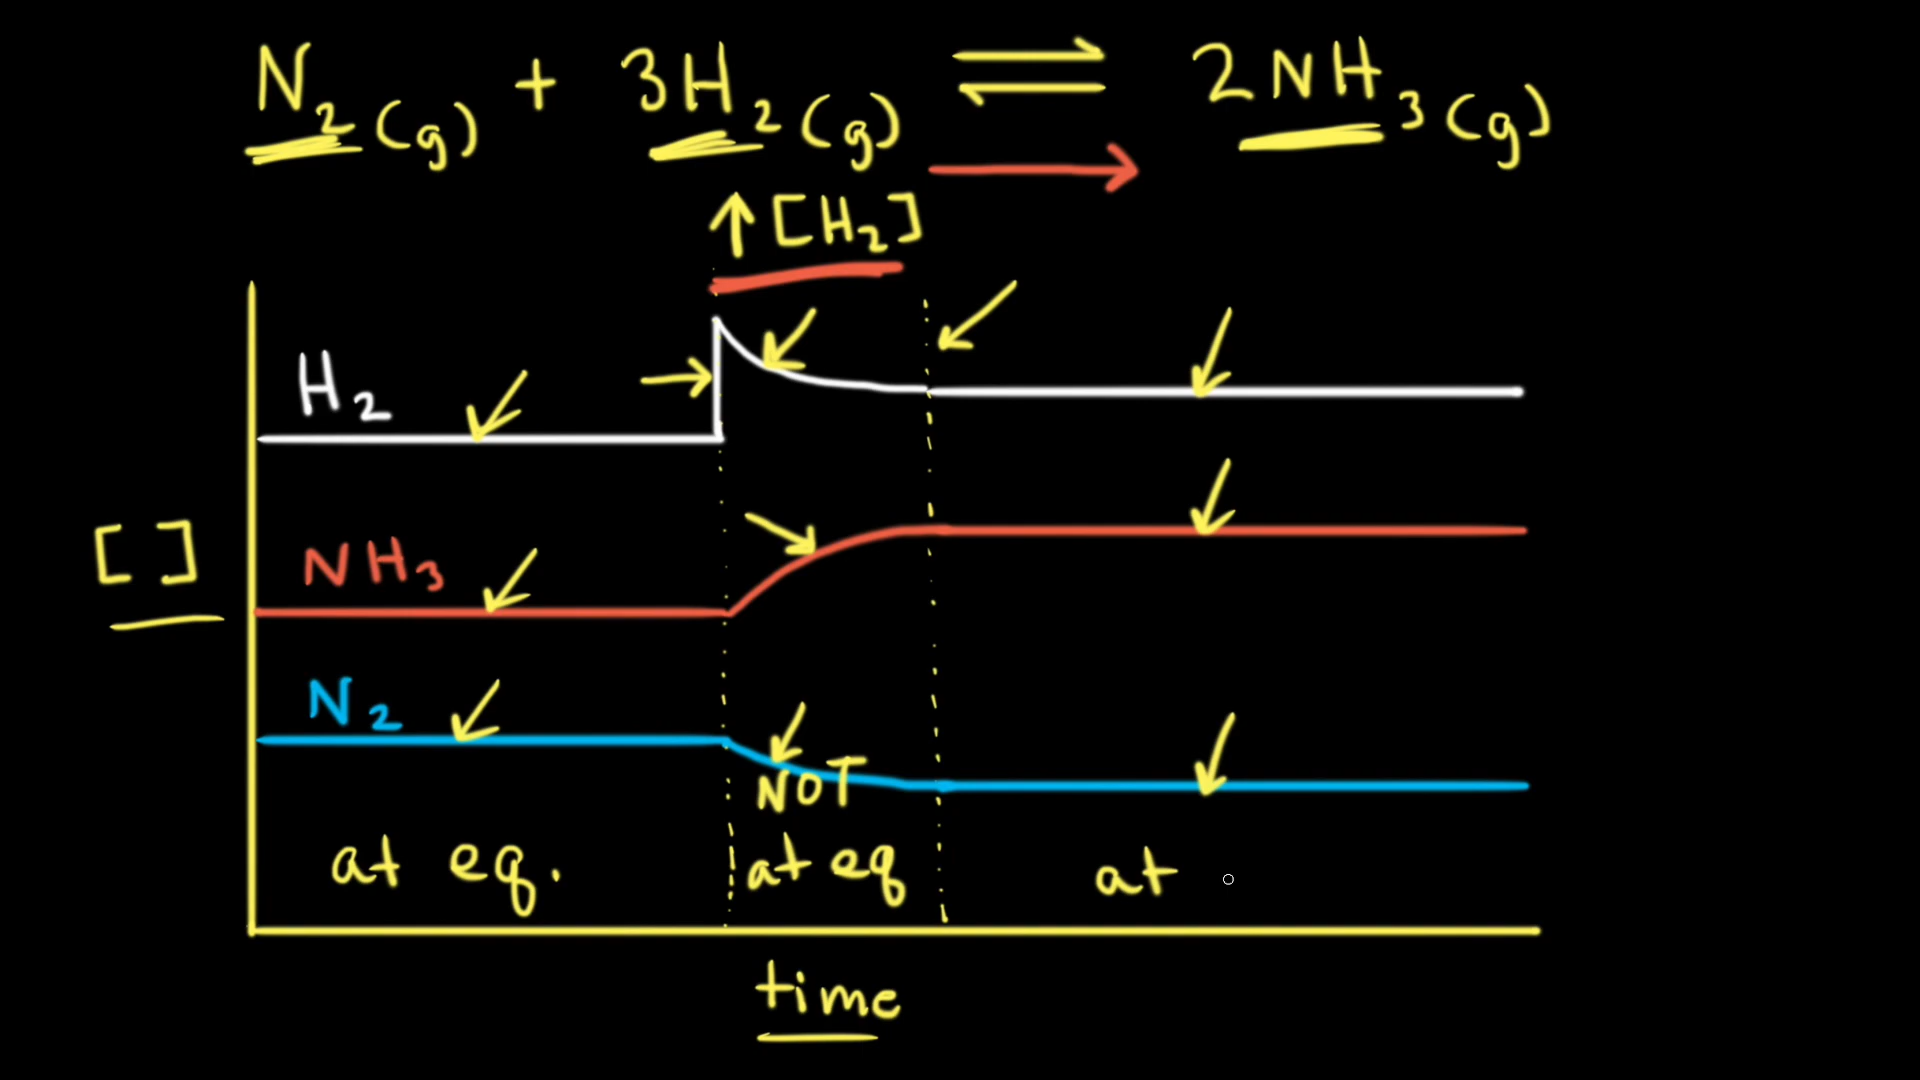 N₂(g) + 3H₂(g) ⇌ 2NH₃(g)
→
↑[H₂]
H₂
[ ]
NH₃
N₂
NOT
at eq. at eq at
time